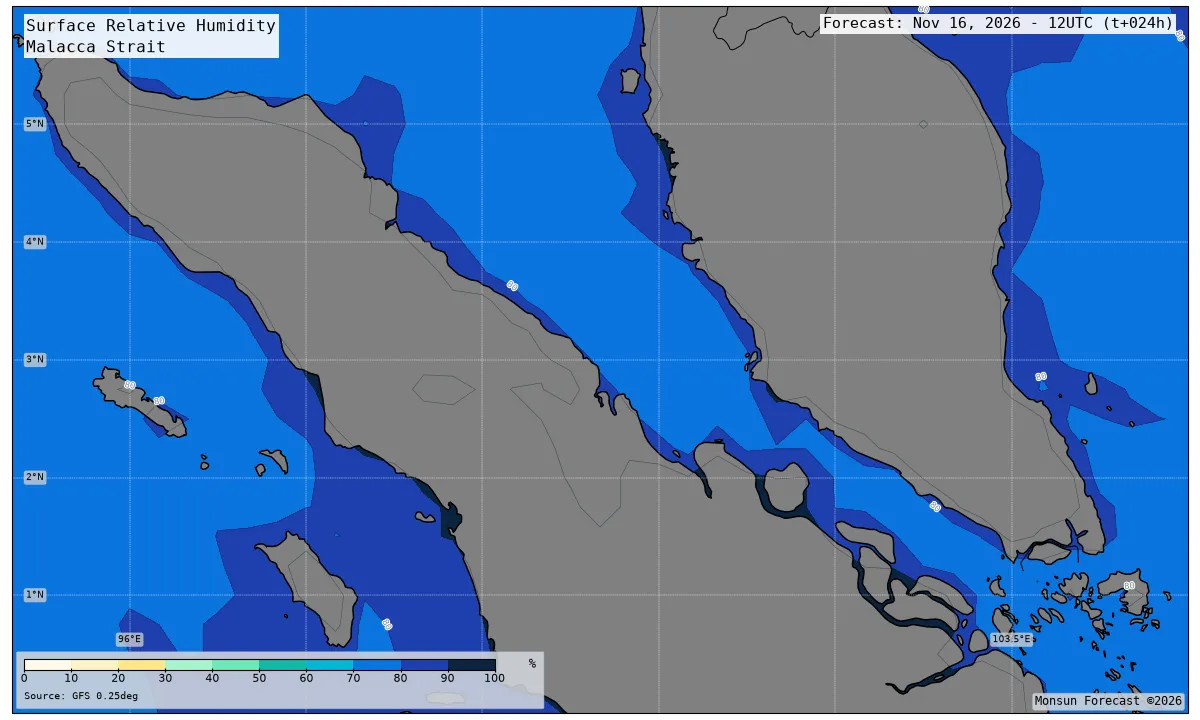 Surface Relative Humidity
Malacca Strait
Forecast: Nov 16, 2026 - 12UTC (t+024h)
80
80
5°N
4°N
80
3°N
80
80
80
2°N
80
80
1°N
80
96°E
103.5°E
%
0 10 20 30 40 50 60 70 80 90 100
Source: GFS 0.25deg
Monsun Forecast ©2026